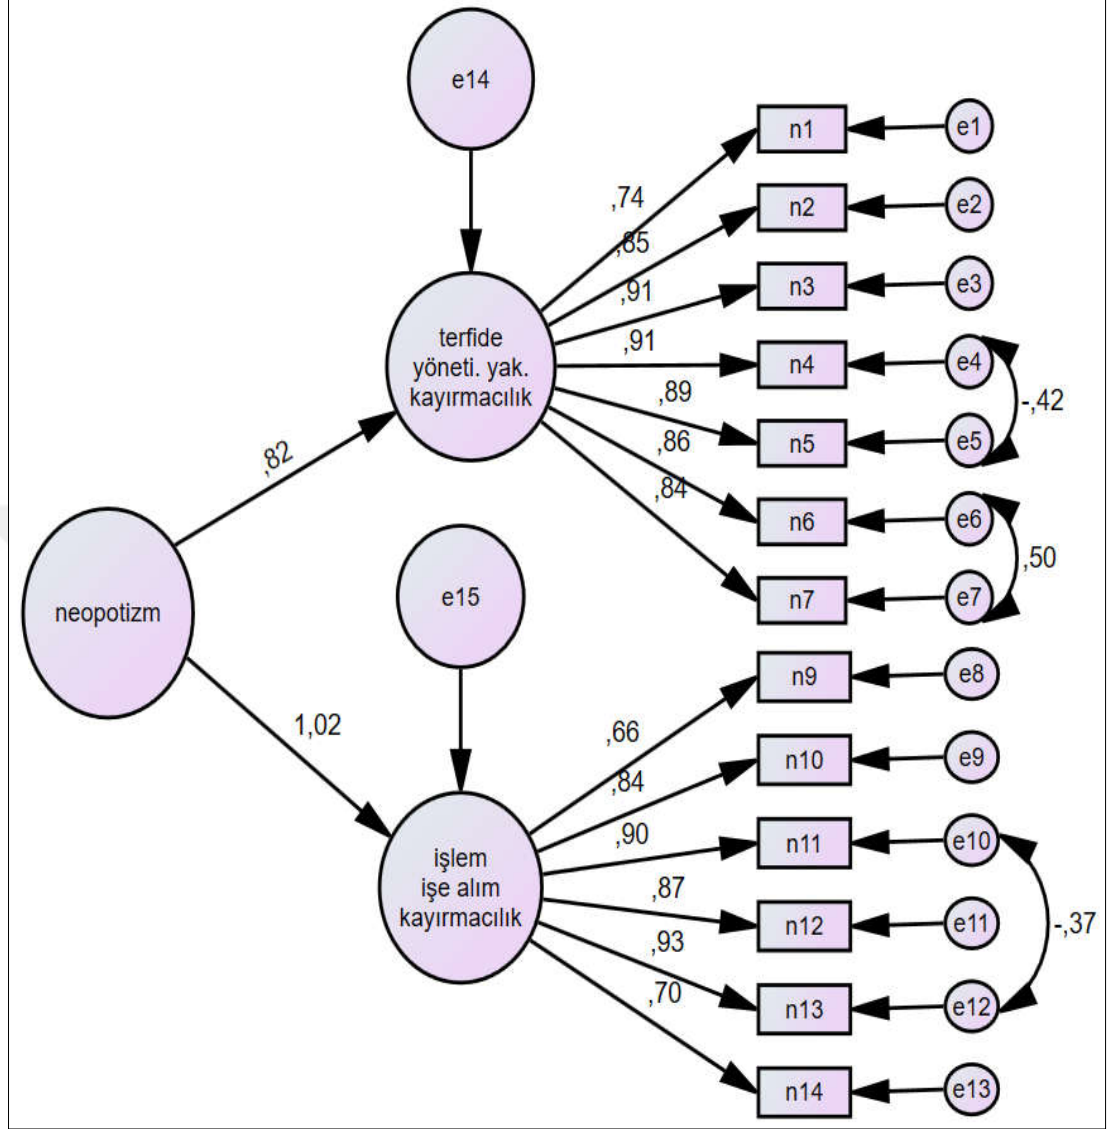 e14
n1
e1
,74
n2
e2
,85
n3
e3
,91
terfide
yöneti. yak.
kayırmacılık
,91
n4
e4
,89
-,42
n5
e5
,86
,82
,84
n6
e6
,50
n7
e7
neopotizm
e15
n9
e8
1,02
,66
n10
e9
,84
,90
n11
e10
işlem
işe alım
kayırmacılık
,87
n12
e11
-,37
,93
n13
e12
,70
n14
e13